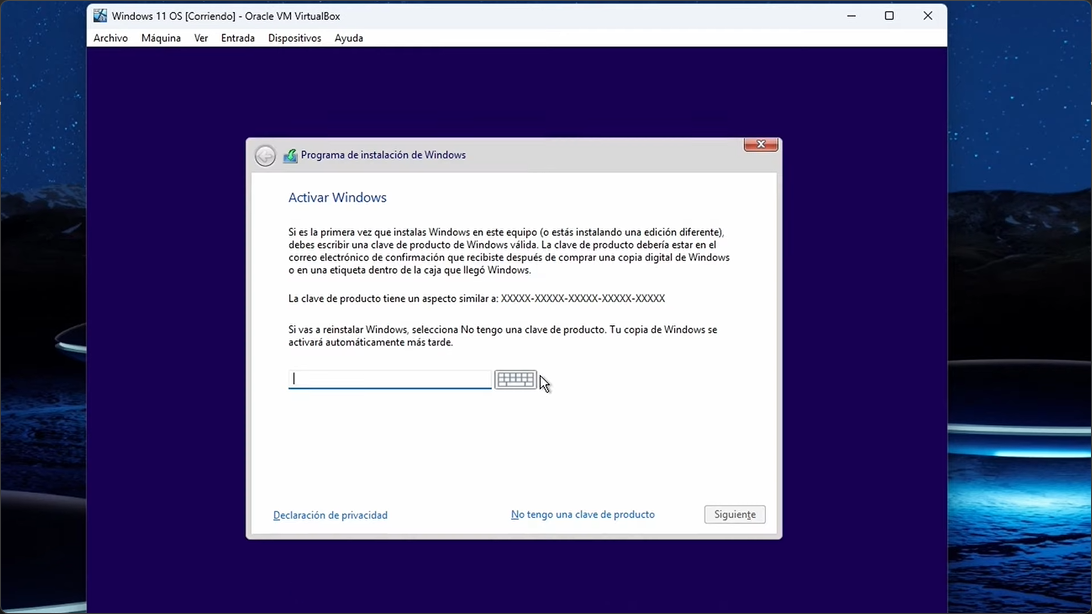 Windows 11 OS [Corriendo] - Oracle VM VirtualBox
Archivo Máquina Ver Entrada Dispositivos Ayuda
Programa de instalación de Windows
Activar Windows
Si es la primera vez que instalas Windows en este equipo (o estás instalando una edición diferente),
debes escribir una clave de producto de Windows válida. La clave de producto debería estar en el
correo electrónico de confirmación que recibiste después de comprar una copia digital de Windows
o en una etiqueta dentro de la caja que llegó Windows.
La clave de producto tiene un aspecto similar a: XXXXX-XXXXX-XXXXX-XXXXX-XXXXX
Si vas a reinstalar Windows, selecciona No tengo una clave de producto. Tu copia de Windows se
activará automáticamente más tarde.
Declaración de privacidad No tengo una clave de producto Siguiente